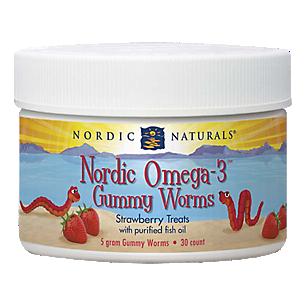 NORDIC NATURALS®
Nordic Omega-3™
Gummy Worms
Strawberry Treats
with purified fish oil
5 gram Gummy Worms • 30 count